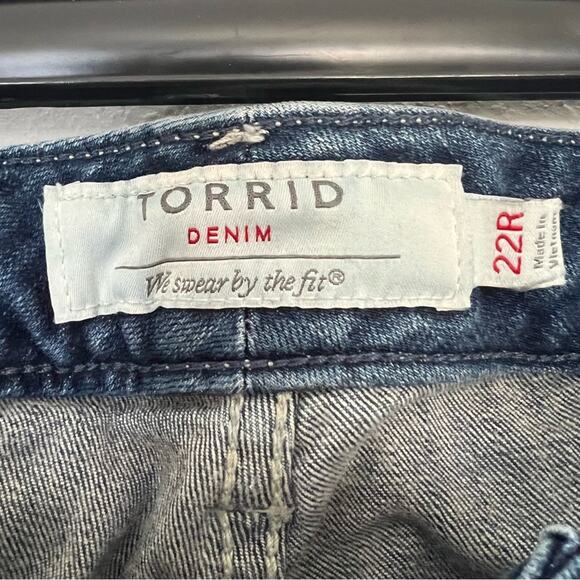 TORRID
DENIM
We swear by the fit®
22R
Made in
Vietnam